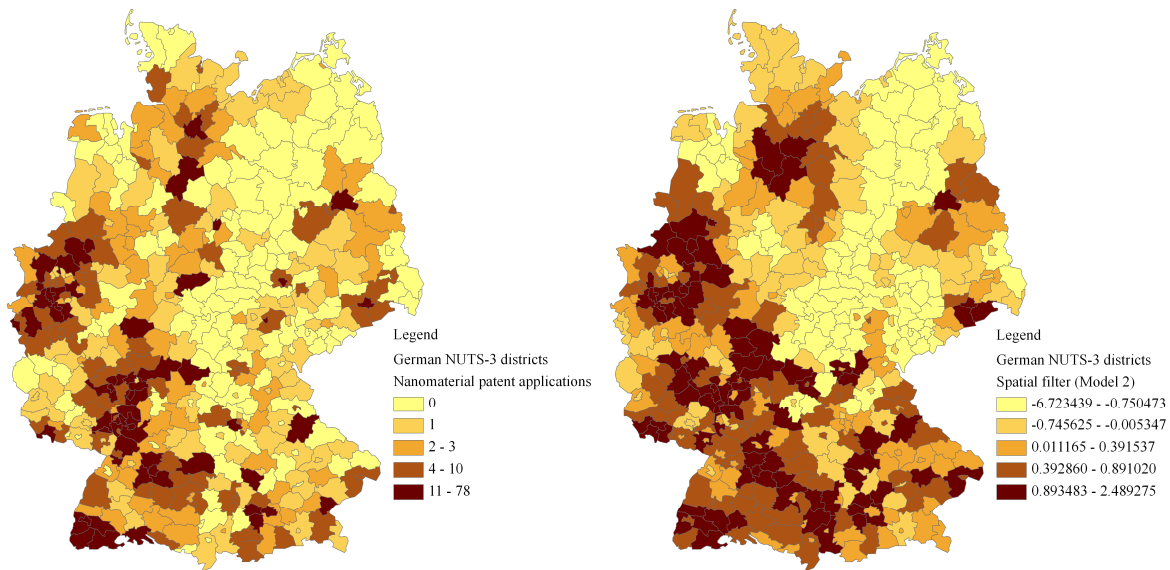 Legend
German NUTS-3 districts
Nanomaterial patent applications
0
1
2 - 3
4 - 10
11 - 78
Legend
German NUTS-3 districts
Spatial filter (Model 2)
-6.723439 - -0.750473
-0.745625 - -0.005347
0.011165 - 0.391537
0.392860 - 0.891020
0.893483 - 2.489275